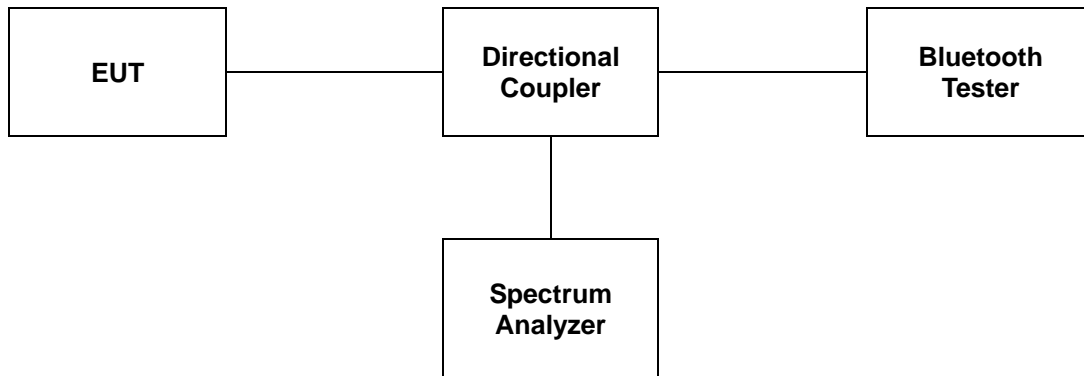 EUT
Directional
Coupler
Bluetooth
Tester
Spectrum
Analyzer